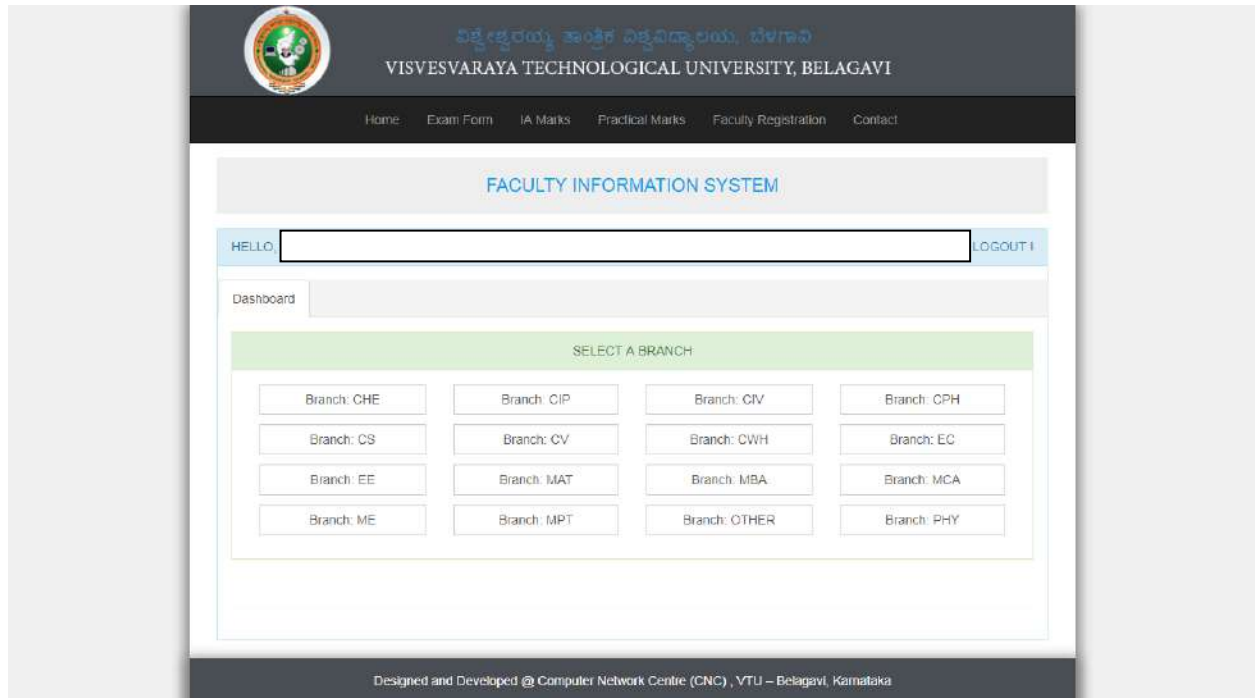 ವಿಶ್ವೇಶ್ವರಯ್ಯ ತಾಂತ್ರಿಕ ವಿಶ್ವವಿದ್ಯಾಲಯ, ಬೆಳಗಾವಿ
VISVESVARAYA TECHNOLOGICAL UNIVERSITY, BELAGAVI
Home Exam Form IA Marks Practical Marks Faculty Registration Contact
FACULTY INFORMATION SYSTEM
HELLO, LOGOUT
Dashboard
SELECT A BRANCH
Branch: CHE Branch: CIP Branch: CIV Branch: CPH
Branch: CS Branch: CV Branch: CWH Branch: EC
Branch: EE Branch: MAT Branch: MBA Branch: MCA
Branch: ME Branch: MPT Branch: OTHER Branch: PHY
Designed and Developed @ Computer Network Centre (CNC) , VTU – Belagavi, Karnataka